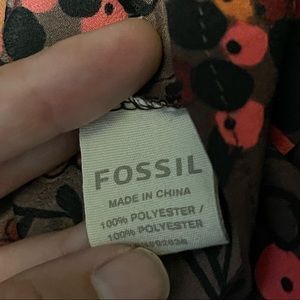 FOSSIL
MADE IN CHINA
100% POLYESTER /
100% POLYESTER